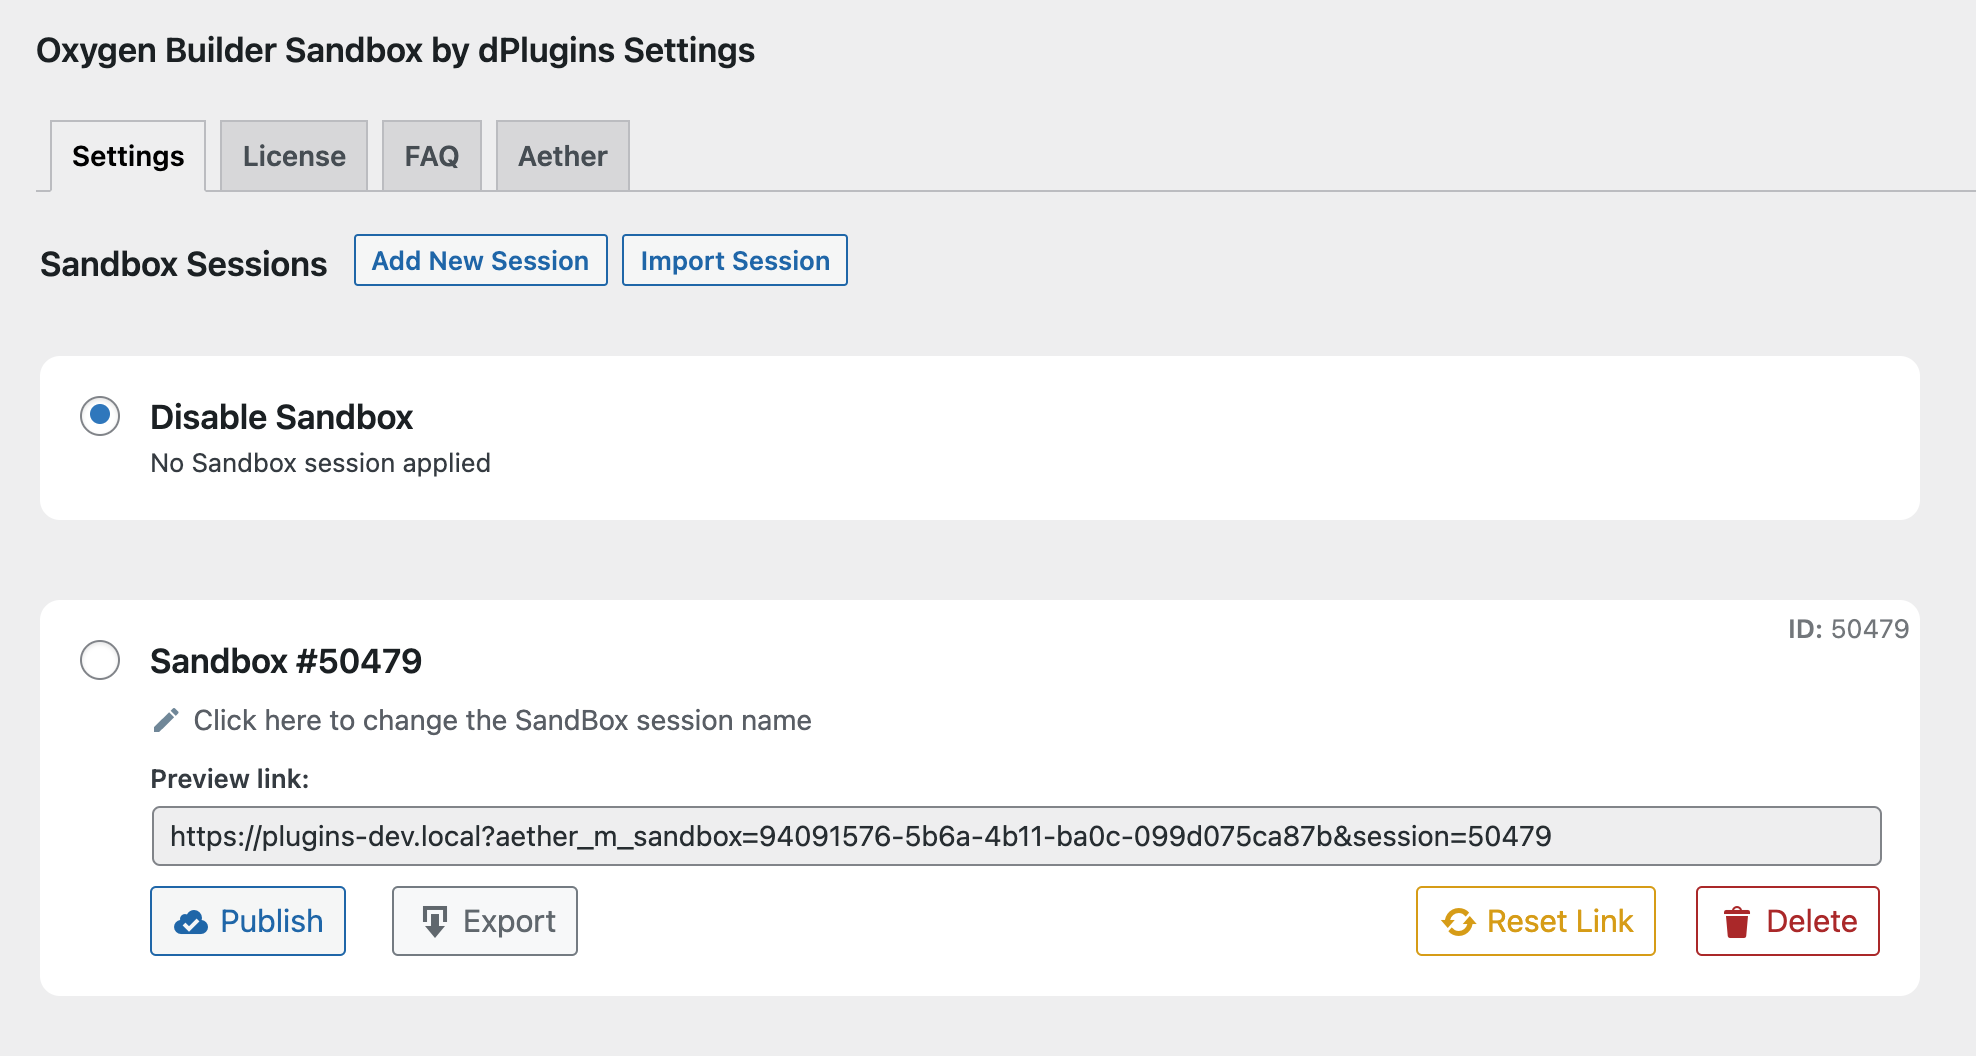 Oxygen Builder Sandbox by dPlugins Settings
Settings License FAQ Aether
Sandbox Sessions Add New Session Import Session
Disable Sandbox
No Sandbox session applied
ID: 50479
Sandbox #50479
Click here to change the SandBox session name
Preview link:
https://plugins-dev.local?aether_m_sandbox=94091576-5b6a-4b11-ba0c-099d075ca87b&session=50479
Publish Export Reset Link Delete